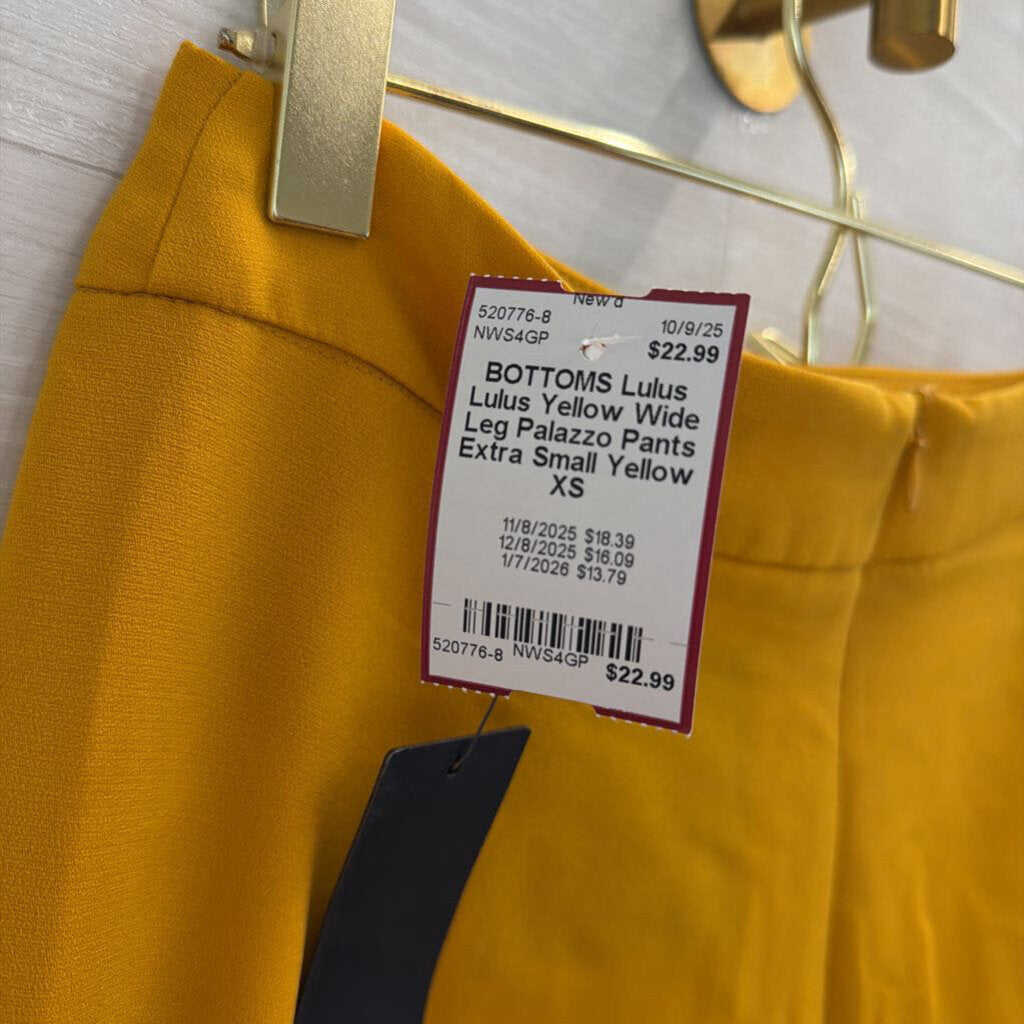 New
520776-8 10/9/25
NWS4GP $22.99
BOTTOMS Lulus
Lulus Yellow Wide
Leg Palazzo Pants
Extra Small Yellow
XS
11/8/2025 $18.39
12/8/2025 $16.09
1/7/2026 $13.79
520776-8 NWS4GP $22.99